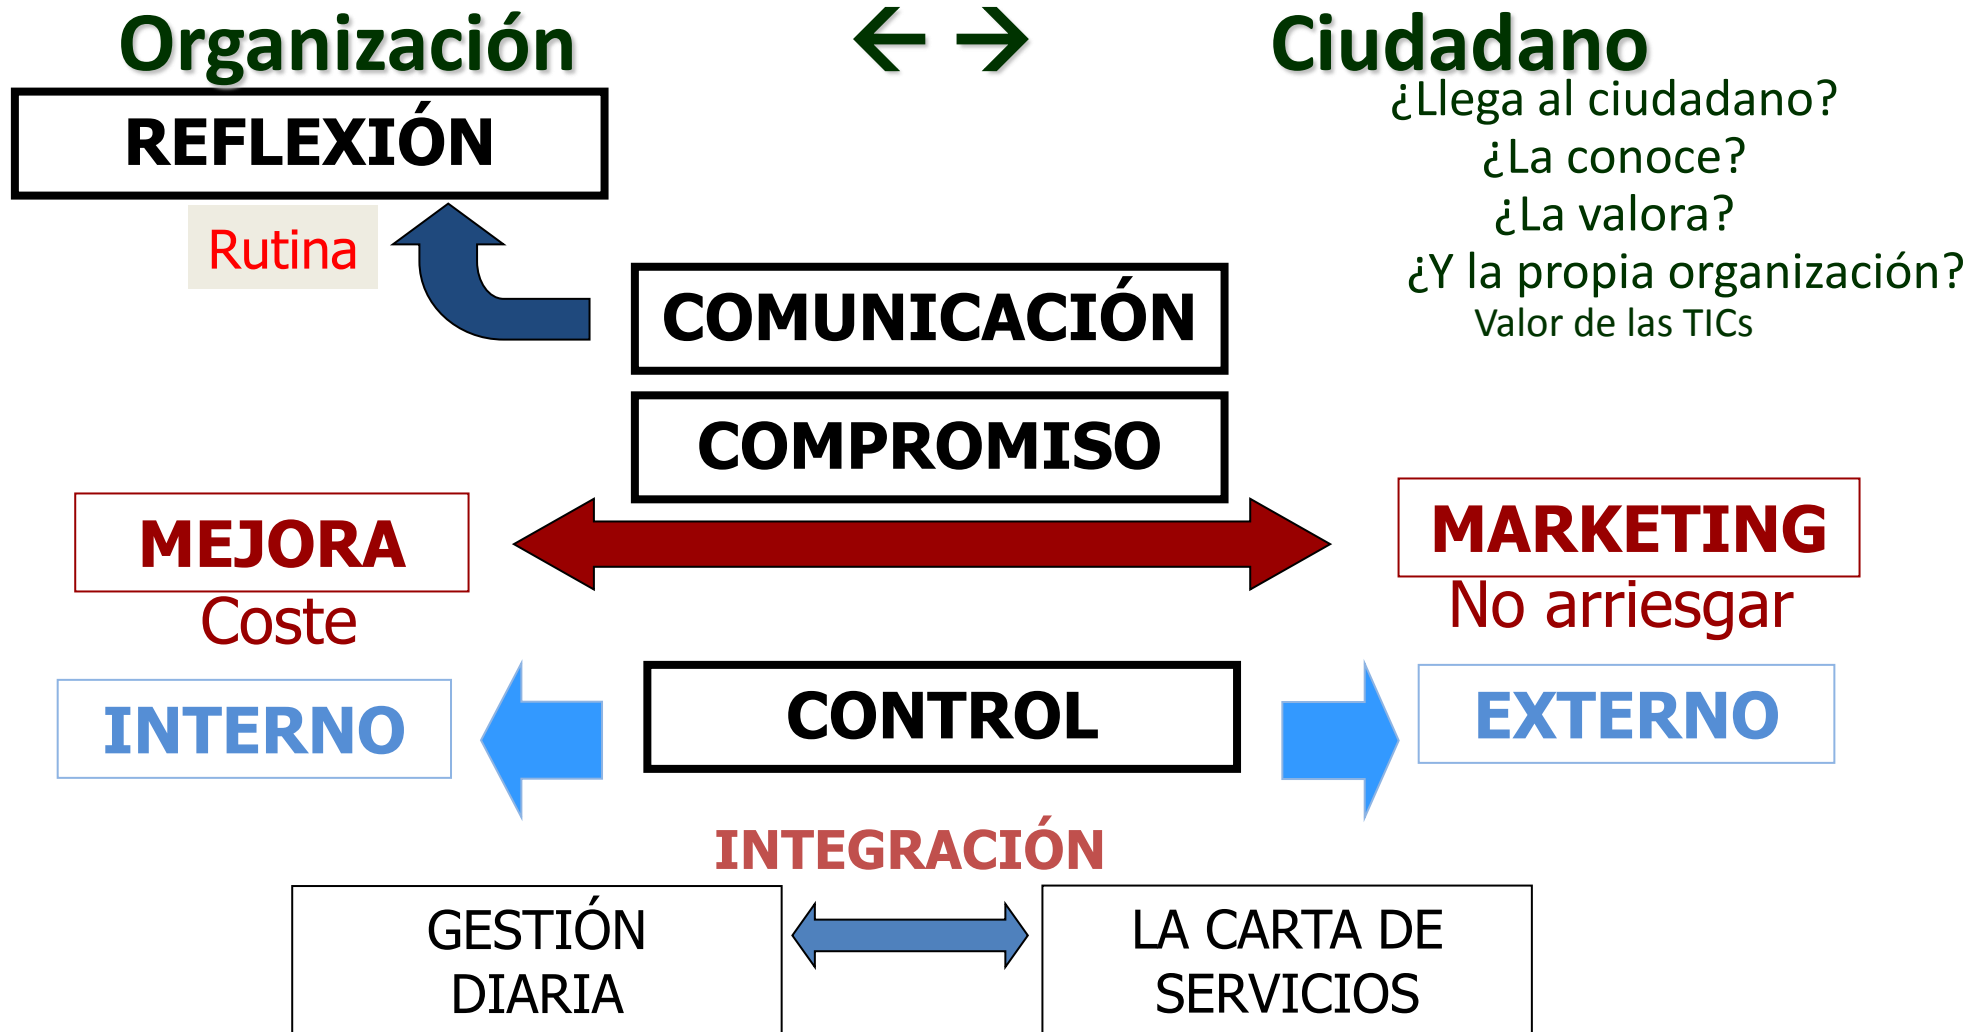 Organización
← →
Ciudadano
REFLEXIÓN
¿Llega al ciudadano?
¿La conoce?
¿La valora?
¿Y la propia organización?
Valor de las TICs
Rutina
COMUNICACIÓN
COMPROMISO
MEJORA
Coste
MARKETING
No arriesgar
INTERNO
CONTROL
EXTERNO
INTEGRACIÓN
GESTIÓN
DIARIA
LA CARTA DE
SERVICIOS